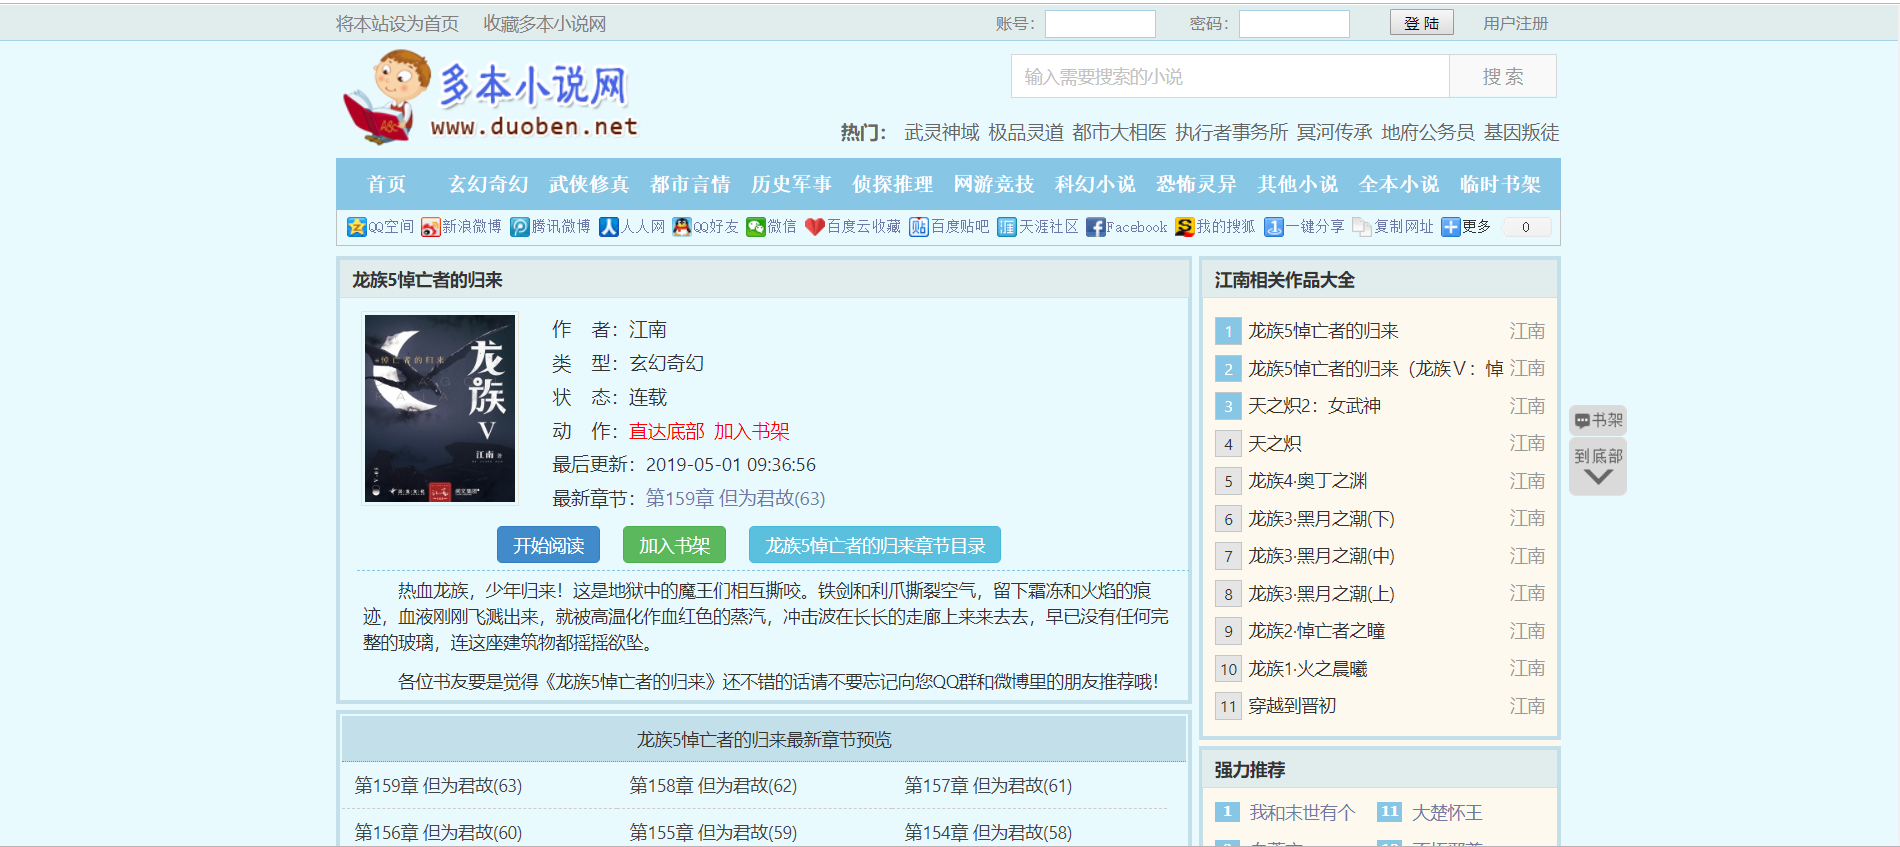 将本站设为首页 收藏多本小说网 账号： 密码： 登 陆 用户注册
多本小说网
www.duoben.net
输入需要搜索的小说 搜 索
热门： 武灵神域 极品灵道 都市大相医 执行者事务所 冥河传承 地府公务员 基因叛徒
首页 玄幻奇幻 武侠修真 都市言情 历史军事 侦探推理 网游竞技 科幻小说 恐怖灵异 其他小说 全本小说 临时书架
QQ空间 新浪微博 腾讯微博 人人网 QQ好友 微信 百度云收藏 百度贴吧 天涯社区 Facebook 我的搜狐 一键分享 复制网址 更多 0
龙族5悼亡者的归来
悼亡者的归来
龙族
V
江南 著
作 者：江南
类 型：玄幻奇幻
状 态：连载
动 作：直达底部 加入书架
最后更新：2019-05-01 09:36:56
最新章节：第159章 但为君故(63)
开始阅读 加入书架 龙族5悼亡者的归来章节目录
热血龙族，少年归来！这是地狱中的魔王们相互撕咬。铁剑和利爪撕裂空气，留下霜冻和火焰的痕
迹，血液刚刚飞溅出来，就被高温化作血红色的蒸汽，冲击波在长长的走廊上来来去去，早已没有任何完
整的玻璃，连这座建筑物都摇摇欲坠。
各位书友要是觉得《龙族5悼亡者的归来》还不错的话请不要忘记向您QQ群和微博里的朋友推荐哦！
龙族5悼亡者的归来最新章节预览
第159章 但为君故(63) 第158章 但为君故(62) 第157章 但为君故(61)
第156章 但为君故(60) 第155章 但为君故(59) 第154章 但为君故(58)
江南相关作品大全
1 龙族5悼亡者的归来 江南
2 龙族5悼亡者的归来（龙族Ⅴ：悼 江南
3 天之炽2：女武神 江南
4 天之炽 江南
5 龙族4·奥丁之渊 江南
6 龙族3·黑月之潮(下) 江南
7 龙族3·黑月之潮(中) 江南
8 龙族3·黑月之潮(上) 江南
9 龙族2·悼亡者之瞳 江南
10 龙族1·火之晨曦 江南
11 穿越到晋初 江南
强力推荐
1 我和末世有个 11 大楚怀王
书架
到底部